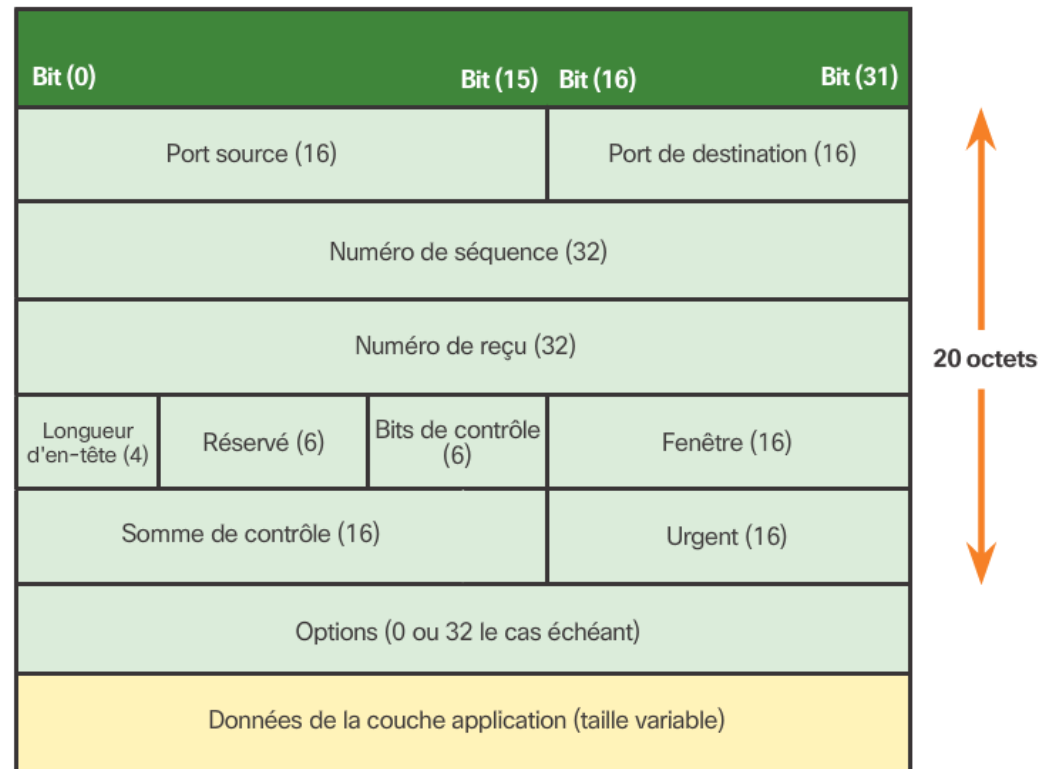 Bit (0) Bit (15) Bit (16) Bit (31)
Port source (16) Port de destination (16)
Numéro de séquence (32)
Numéro de reçu (32)
20 octets
Longueur
d'en-tête (4)
Réservé (6)
Bits de contrôle
(6)
Fenêtre (16)
Somme de contrôle (16) Urgent (16)
Options (0 ou 32 le cas échéant)
Données de la couche application (taille variable)